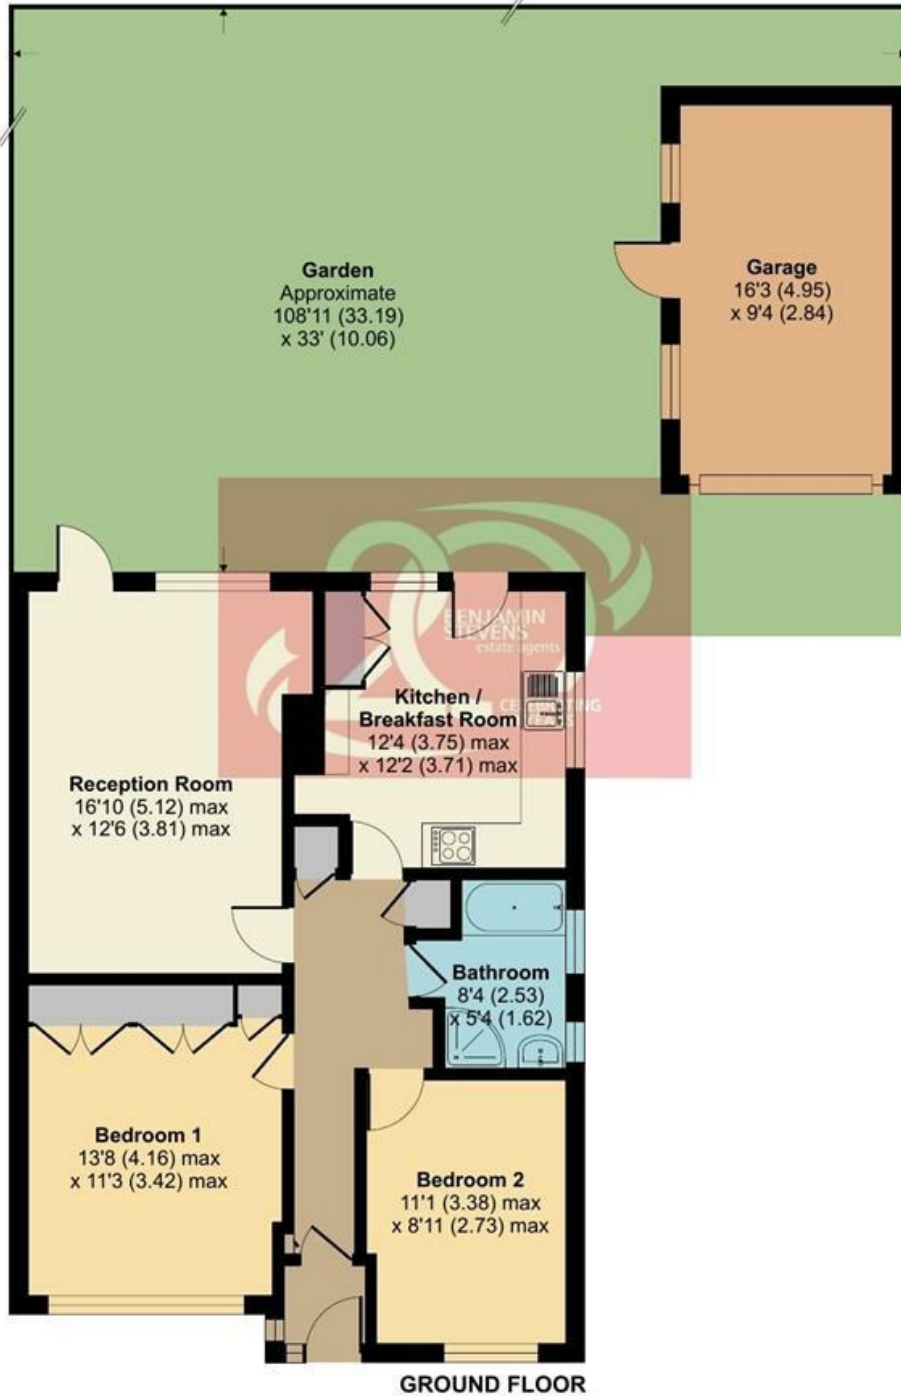 Garden
Approximate
108'11 (33.19)
x 33' (10.06)
Garage
16'3 (4.95)
x 9'4 (2.84)
BENJAMIN
STEVENS
estate agents
CELEBRATING
Kitchen /
Breakfast Room
12'4 (3.75) max
x 12'2 (3.71) max
Reception Room
16'10 (5.12) max
x 12'6 (3.81) max
Bathroom
8'4 (2.53)
x 5'4 (1.62)
Bedroom 1
13'8 (4.16) max
x 11'3 (3.42) max
Bedroom 2
11'1 (3.38) max
x 8'11 (2.73) max
GROUND FLOOR